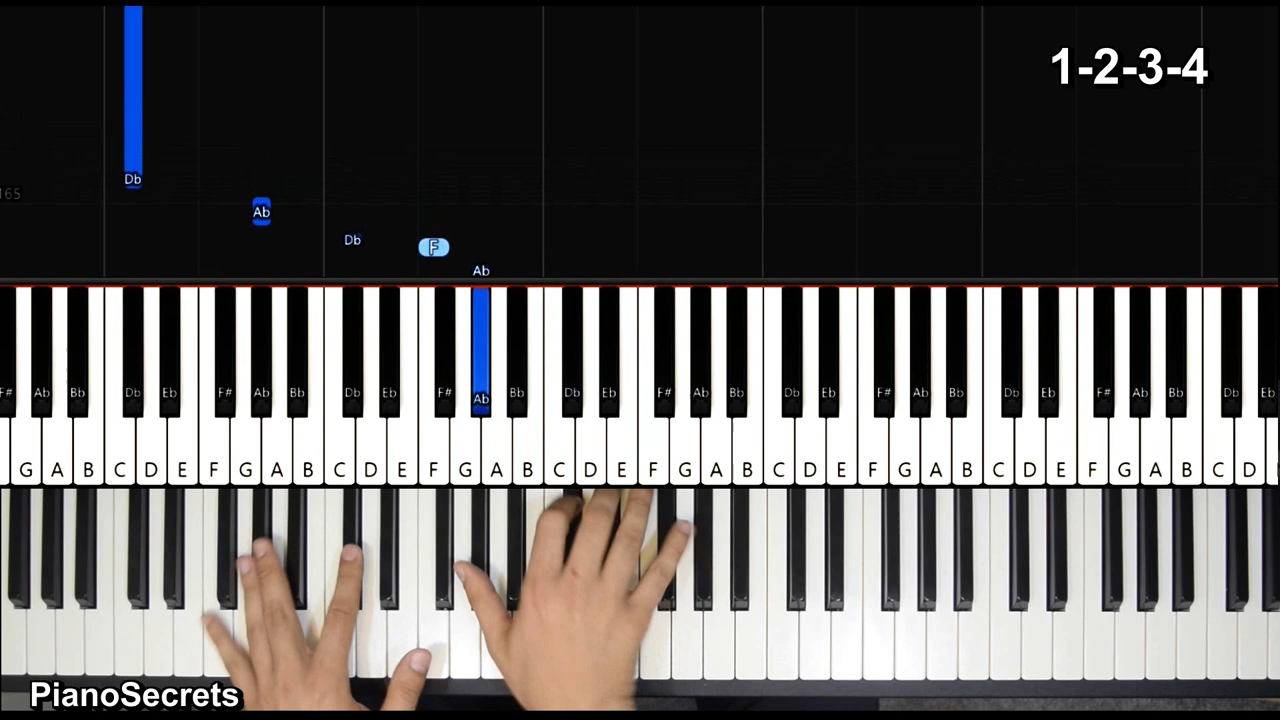 1-2-3-4
Db
165
Ab
Db
F
Ab
F# Ab Bb Db Eb F# Ab Bb Db Eb F# Ab Bb Db Eb F# Ab Bb Db Eb F# Ab Bb Db Eb F# Ab Bb Db Eb
G A B C D E F G A B C D E F G A B C D E F G A B C D E F G A B C D E F G A B C D
PianoSecrets